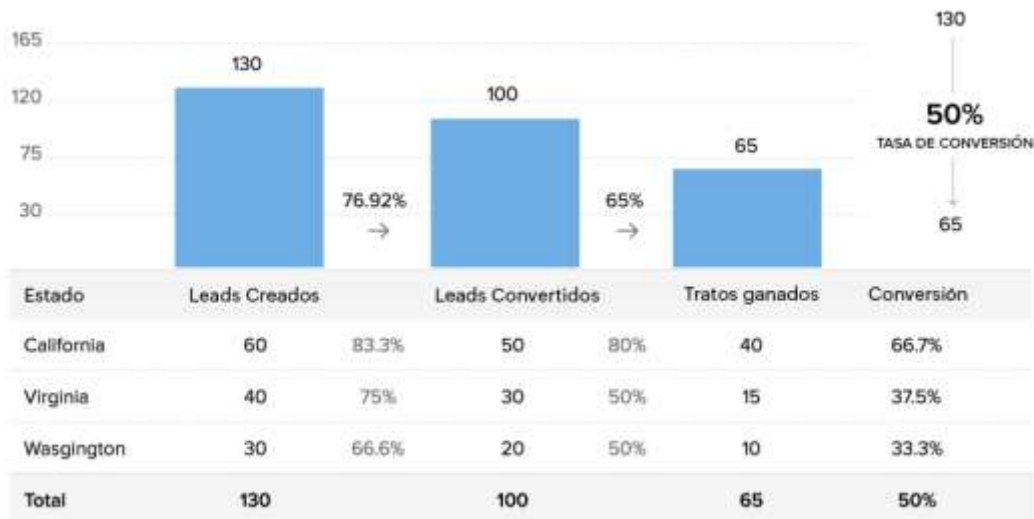 165
120
75
30
130
100
65
76.92%
→
65%
→
130
50%
TASA DE CONVERSIÓN
65
Estado Leads Creados Leads Convertidos Tratos ganados Conversión
California 60 83.3% 50 80% 40 66.7%
Virginia 40 75% 30 50% 15 37.5%
Wasgington 30 66.6% 20 50% 10 33.3%
Total 130 100 65 50%